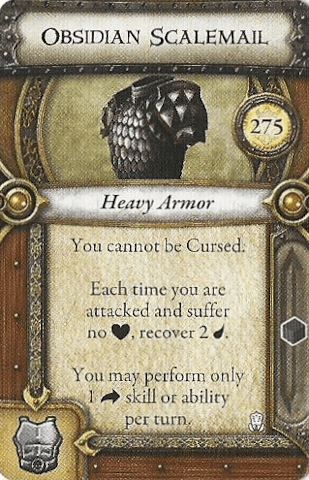 OBSIDIAN SCALEMAIL
275
Heavy Armor
You cannot be Cursed.
Each time you are
attacked and suffer
no ♥, recover 2 .
You may perform only
1 skill or ability
per turn.